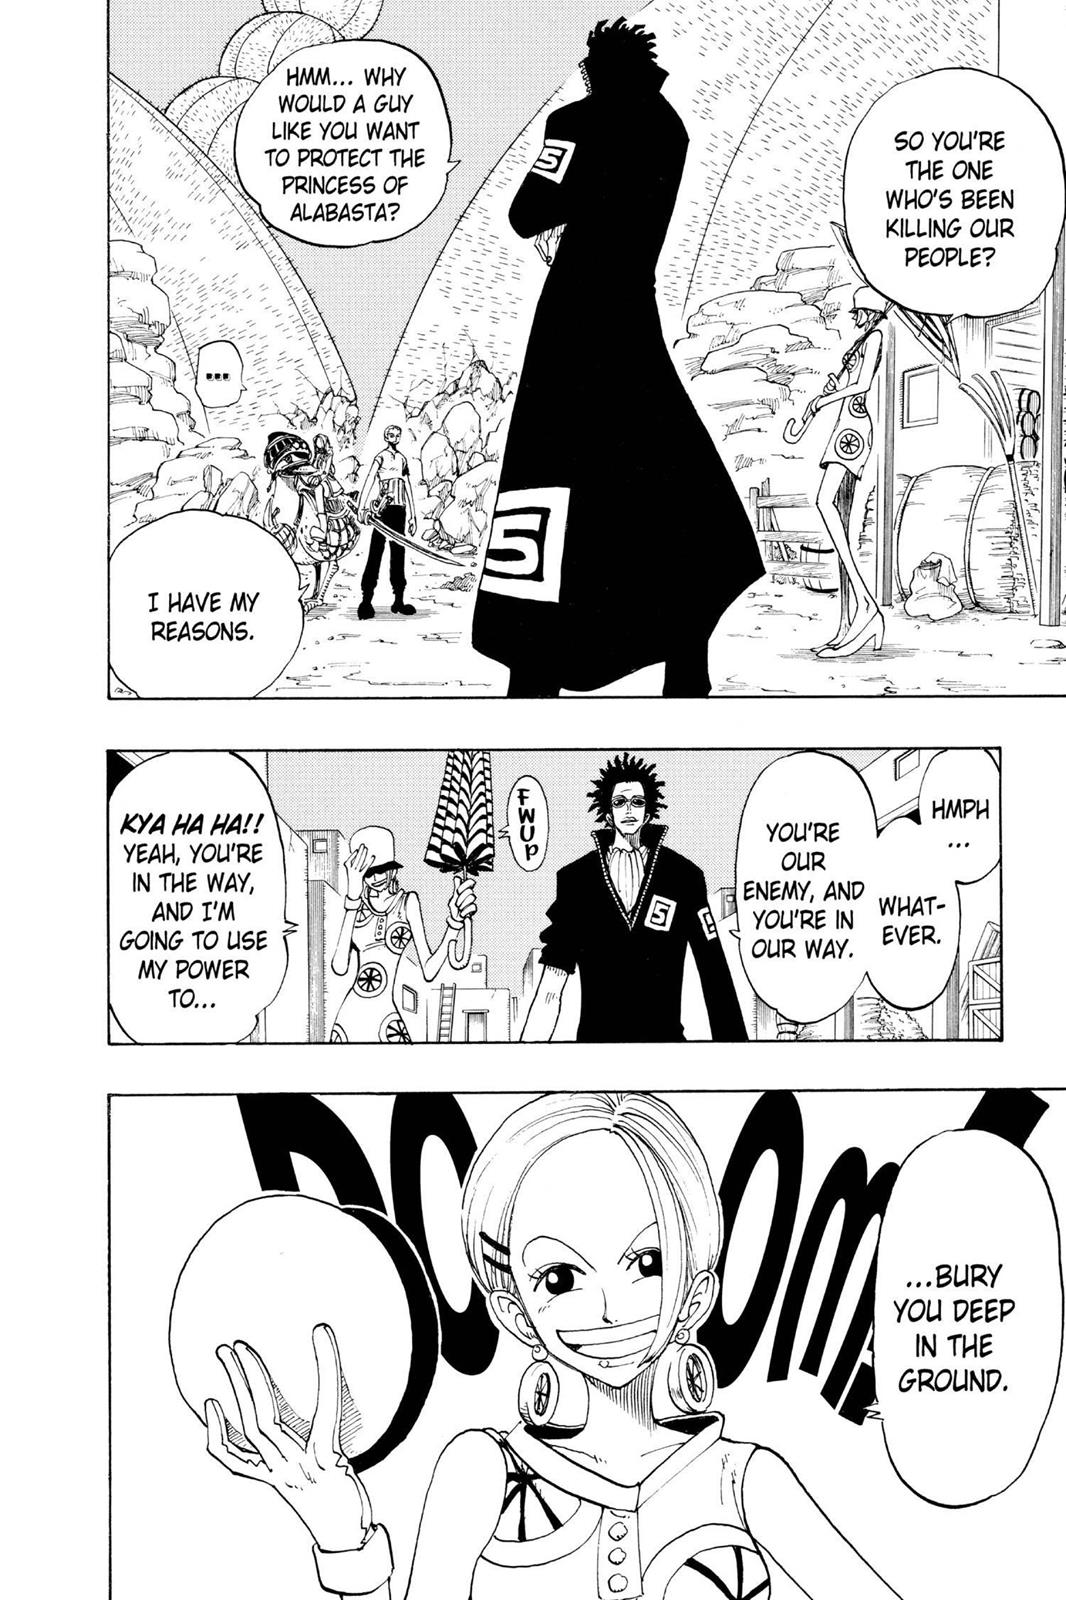 SO YOU'RE
THE ONE
WHO'S BEEN
KILLING OUR
PEOPLE?
HMM... WHY
WOULD A GUY
LIKE YOU WANT
TO PROTECT THE
PRINCESS OF
ALABASTA?
...
I HAVE MY
REASONS.
5
5
HMPH
...
WHAT-
EVER.
YOU'RE
OUR
ENEMY, AND
YOU'RE IN
OUR WAY.
5
5
FWUP
KYA HA HA!!
YEAH, YOU'RE
IN THE WAY,
AND I'M
GOING TO USE
MY POWER
TO...
...BURY
YOU DEEP
IN THE
GROUND.